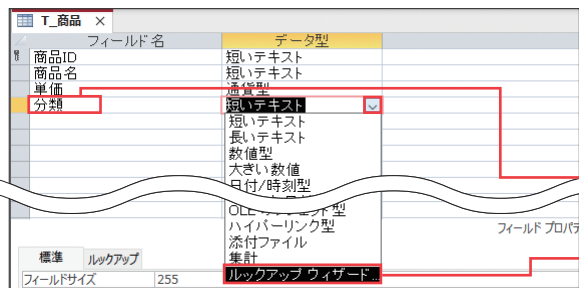 T_商品 ×
フィールド名 データ型
商品ID 短いテキスト
商品名 短いテキスト
単価 通貨型
分類 短いテキスト
短いテキスト
長いテキスト
数値型
大きい数値
日付/時刻型
ハイパーリンク型
フィールド プロパテ
添付ファイル
標準 ルックアップ 集計
フィールドサイズ 255 ルックアップ ウィザード...